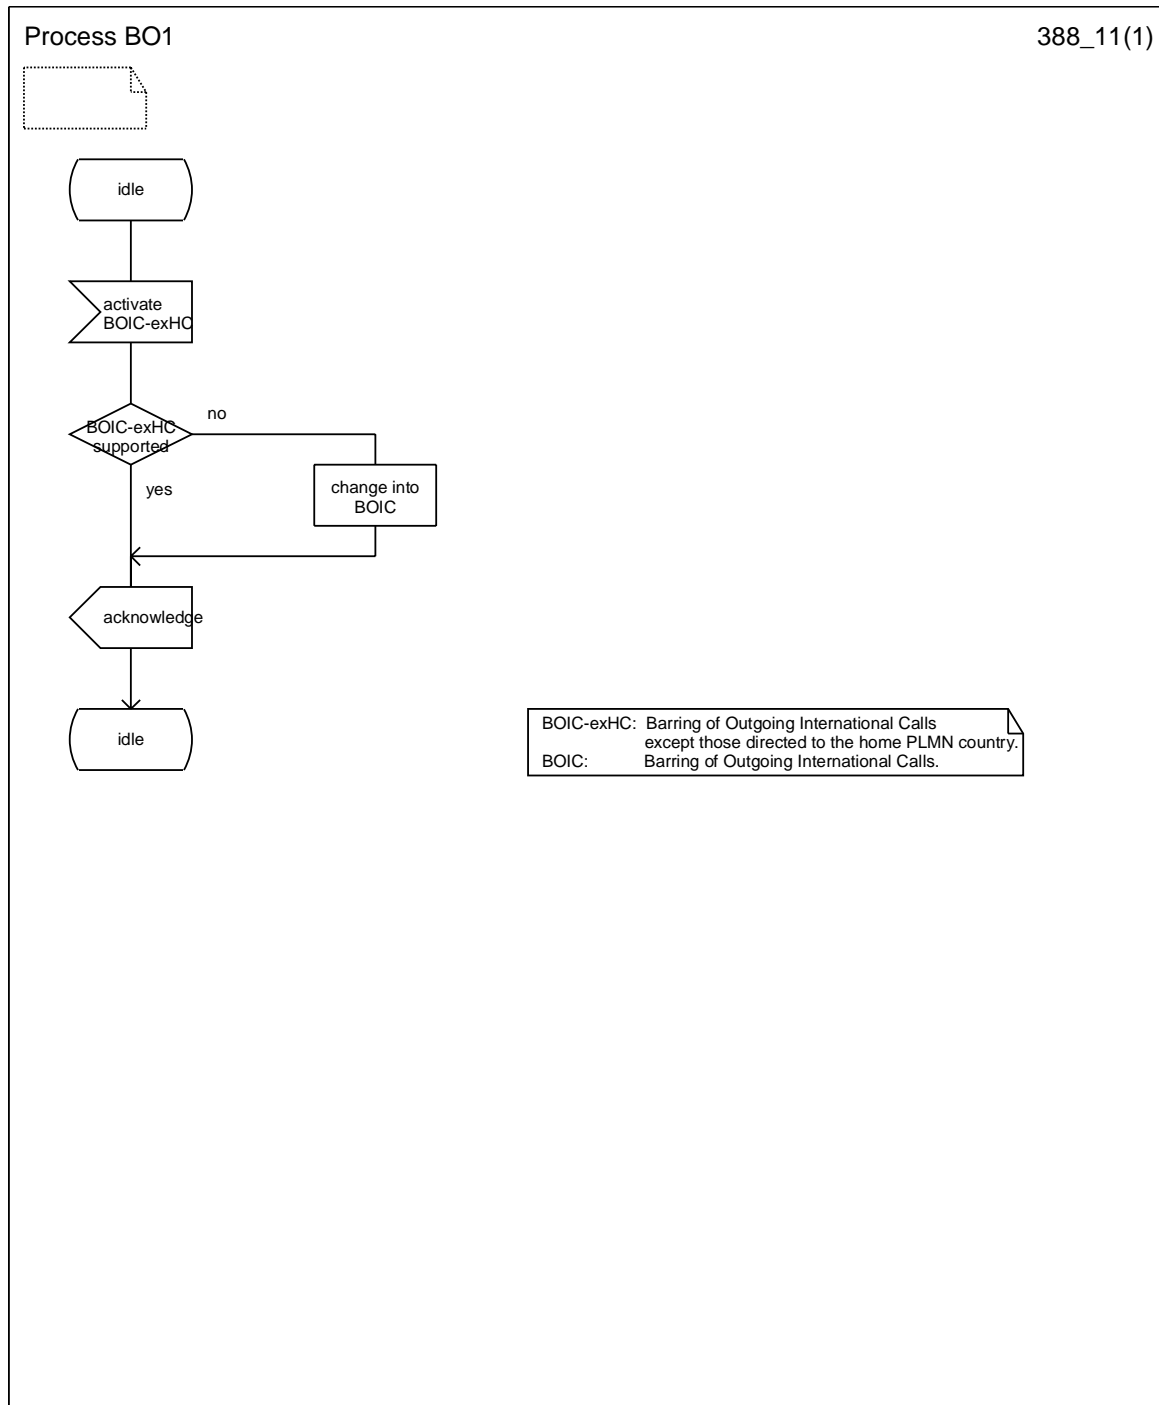 Process BO1
388_11(1)
idle
activate
BOIC-exHC
BOIC-exHC
supported
no
yes
change into
BOIC
acknowledge
idle
BOIC-exHC: Barring of Outgoing International Calls
except those directed to the home PLMN country.
BOIC: Barring of Outgoing International Calls.